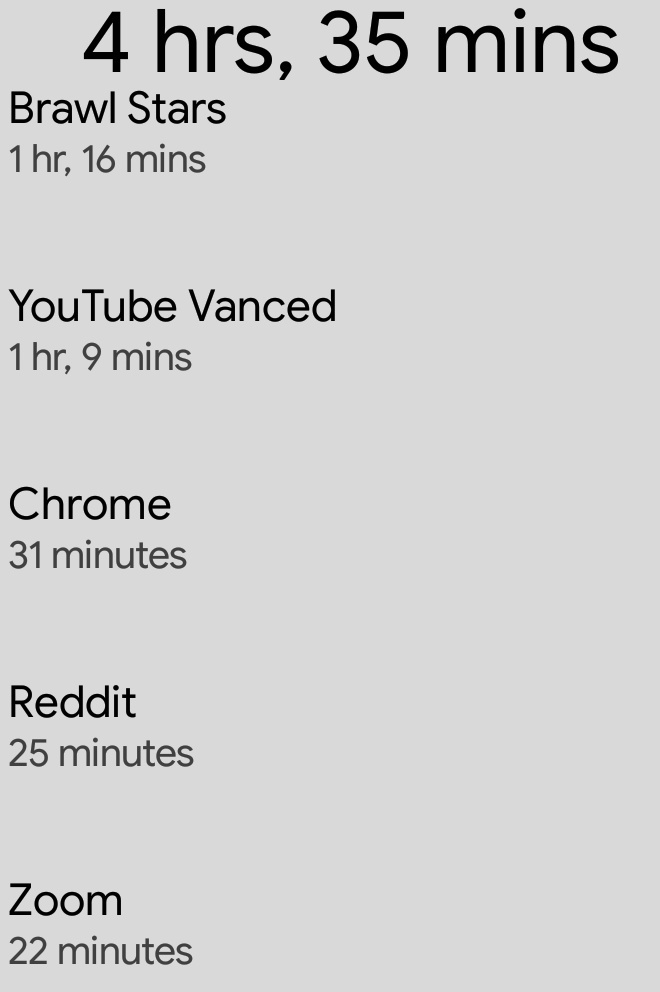 4 hrs, 35 mins
Brawl Stars
1 hr, 16 mins
YouTube Vanced
1 hr, 9 mins
Chrome
31 minutes
Reddit
25 minutes
Zoom
22 minutes